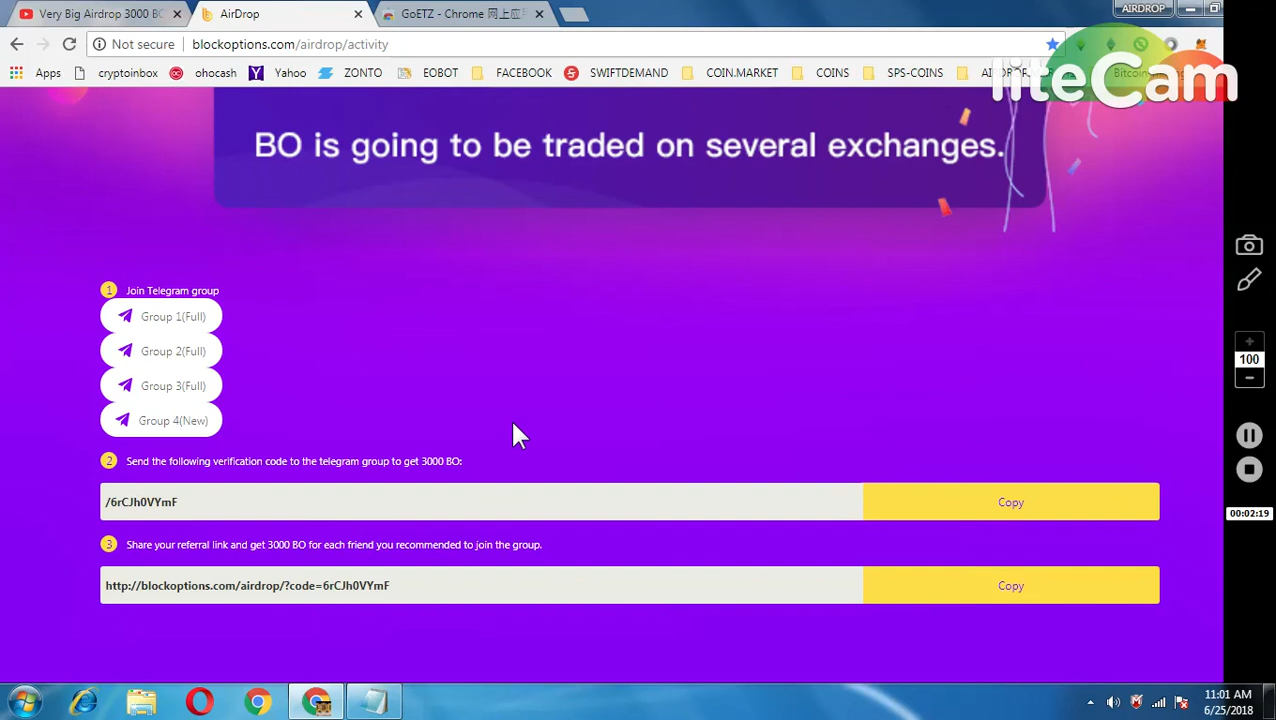 Very Big Airdrop 3000 BO
AirDrop
GoETZ - Chrome 网上应用
AIRDROP
Not secure
blockoptions.com/airdrop/activity
Apps
cryptoinbox
ohocash
Yahoo
ZONTO
EOBOT
FACEBOOK
SWIFTDEMAND
COIN.MARKET
COINS
SPS-COINS
liteCam
BO is going to be traded on several exchanges.
1 Join Telegram group
Group 1(Full)
Group 2(Full)
Group 3(Full)
Group 4(New)
2 Send the following verification code to the telegram group to get 3000 BO:
/6rCJh0VYmF
Copy
3 Share your referral link and get 3000 BO for each friend you recommended to join the group.
http://blockoptions.com/airdrop/?code=6rCJh0VYmF
Copy
100
00:02:19
11:01 AM
6/25/2018